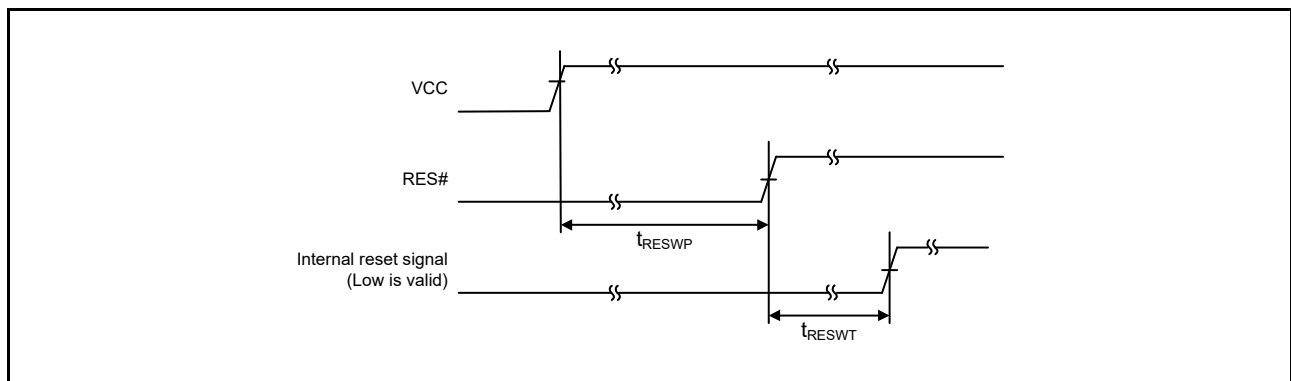 VCC
RES#
tRESWP
Internal reset signal
(Low is valid)
tRESWT